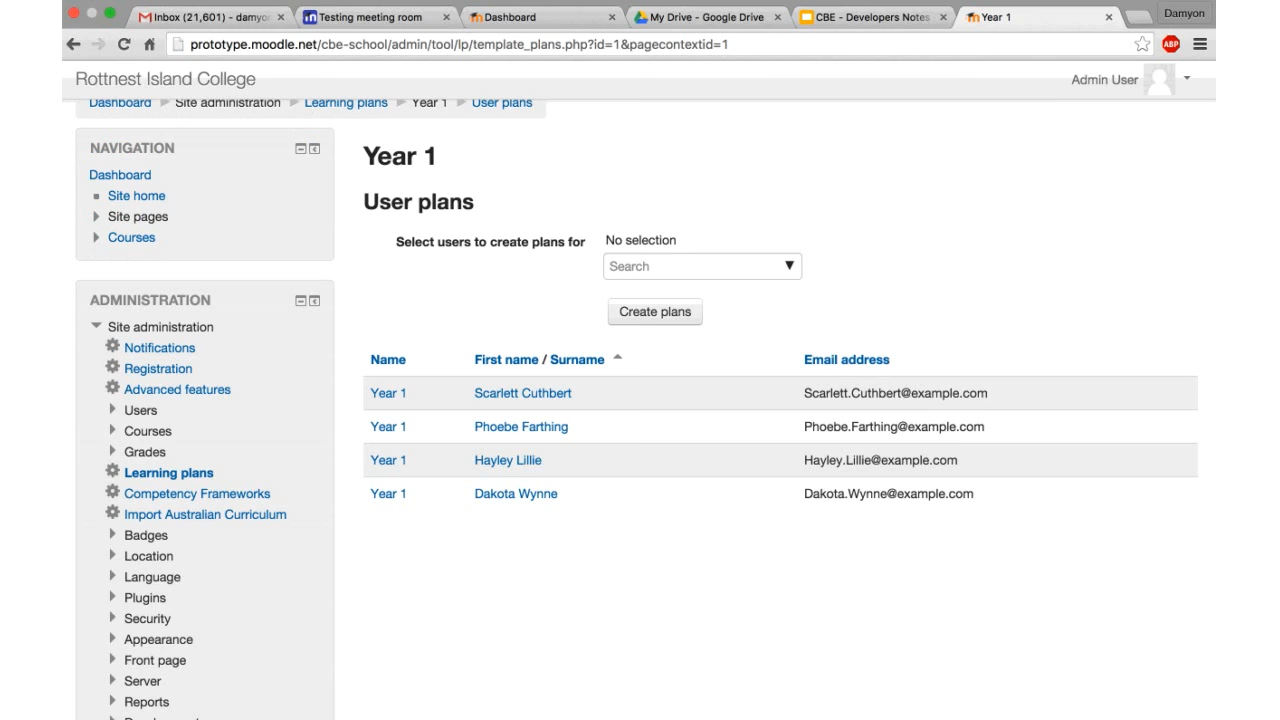 Inbox (21,601) - damyo
Testing meeting room
Dashboard
My Drive - Google Drive
CBE - Developers Notes
Year 1
Damyon
prototype.moodle.net/cbe-school/admin/tool/lp/template_plans.php?id=1&pagecontextid=1
ABP
Rottnest Island College
Admin User
Dashboard Site administration Learning plans Year 1 User plans
NAVIGATION
Dashboard
Site home
Site pages
Courses
ADMINISTRATION
Site administration
Notifications
Registration
Advanced features
Users
Courses
Grades
Learning plans
Competency Frameworks
Import Australian Curriculum
Badges
Location
Language
Plugins
Security
Appearance
Front page
Server
Reports
Year 1
User plans
Select users to create plans for No selection
Search
Create plans
Name First name / Surname Email address
Year 1 Scarlett Cuthbert Scarlett.Cuthbert@example.com
Year 1 Phoebe Farthing Phoebe.Farthing@example.com
Year 1 Hayley Lillie Hayley.Lillie@example.com
Year 1 Dakota Wynne Dakota.Wynne@example.com